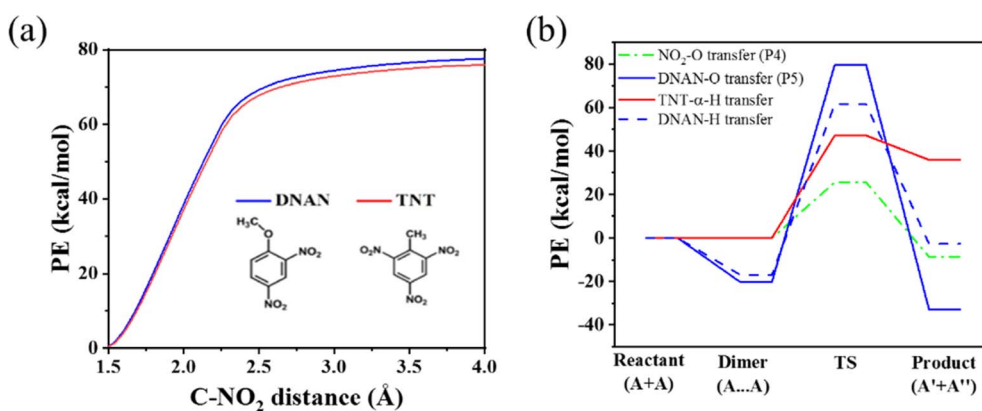 (a)
80
60
40
20
0
PE (kcal/mol)
DNAN
TNT
H₃C
O
NO₂
NO₂
CH₃
O₂N
NO₂
NO₂
1.5 2.0 2.5 3.0 3.5 4.0
C-NO₂ distance (Å)
(b)
80
60
40
20
0
-20
-40
PE (kcal/mol)
NO₂-O transfer (P4)
DNAN-O transfer (P5)
TNT-α-H transfer
DNAN-H transfer
Reactant Dimer TS Product
(A+A) (A...A) (A'+A'')